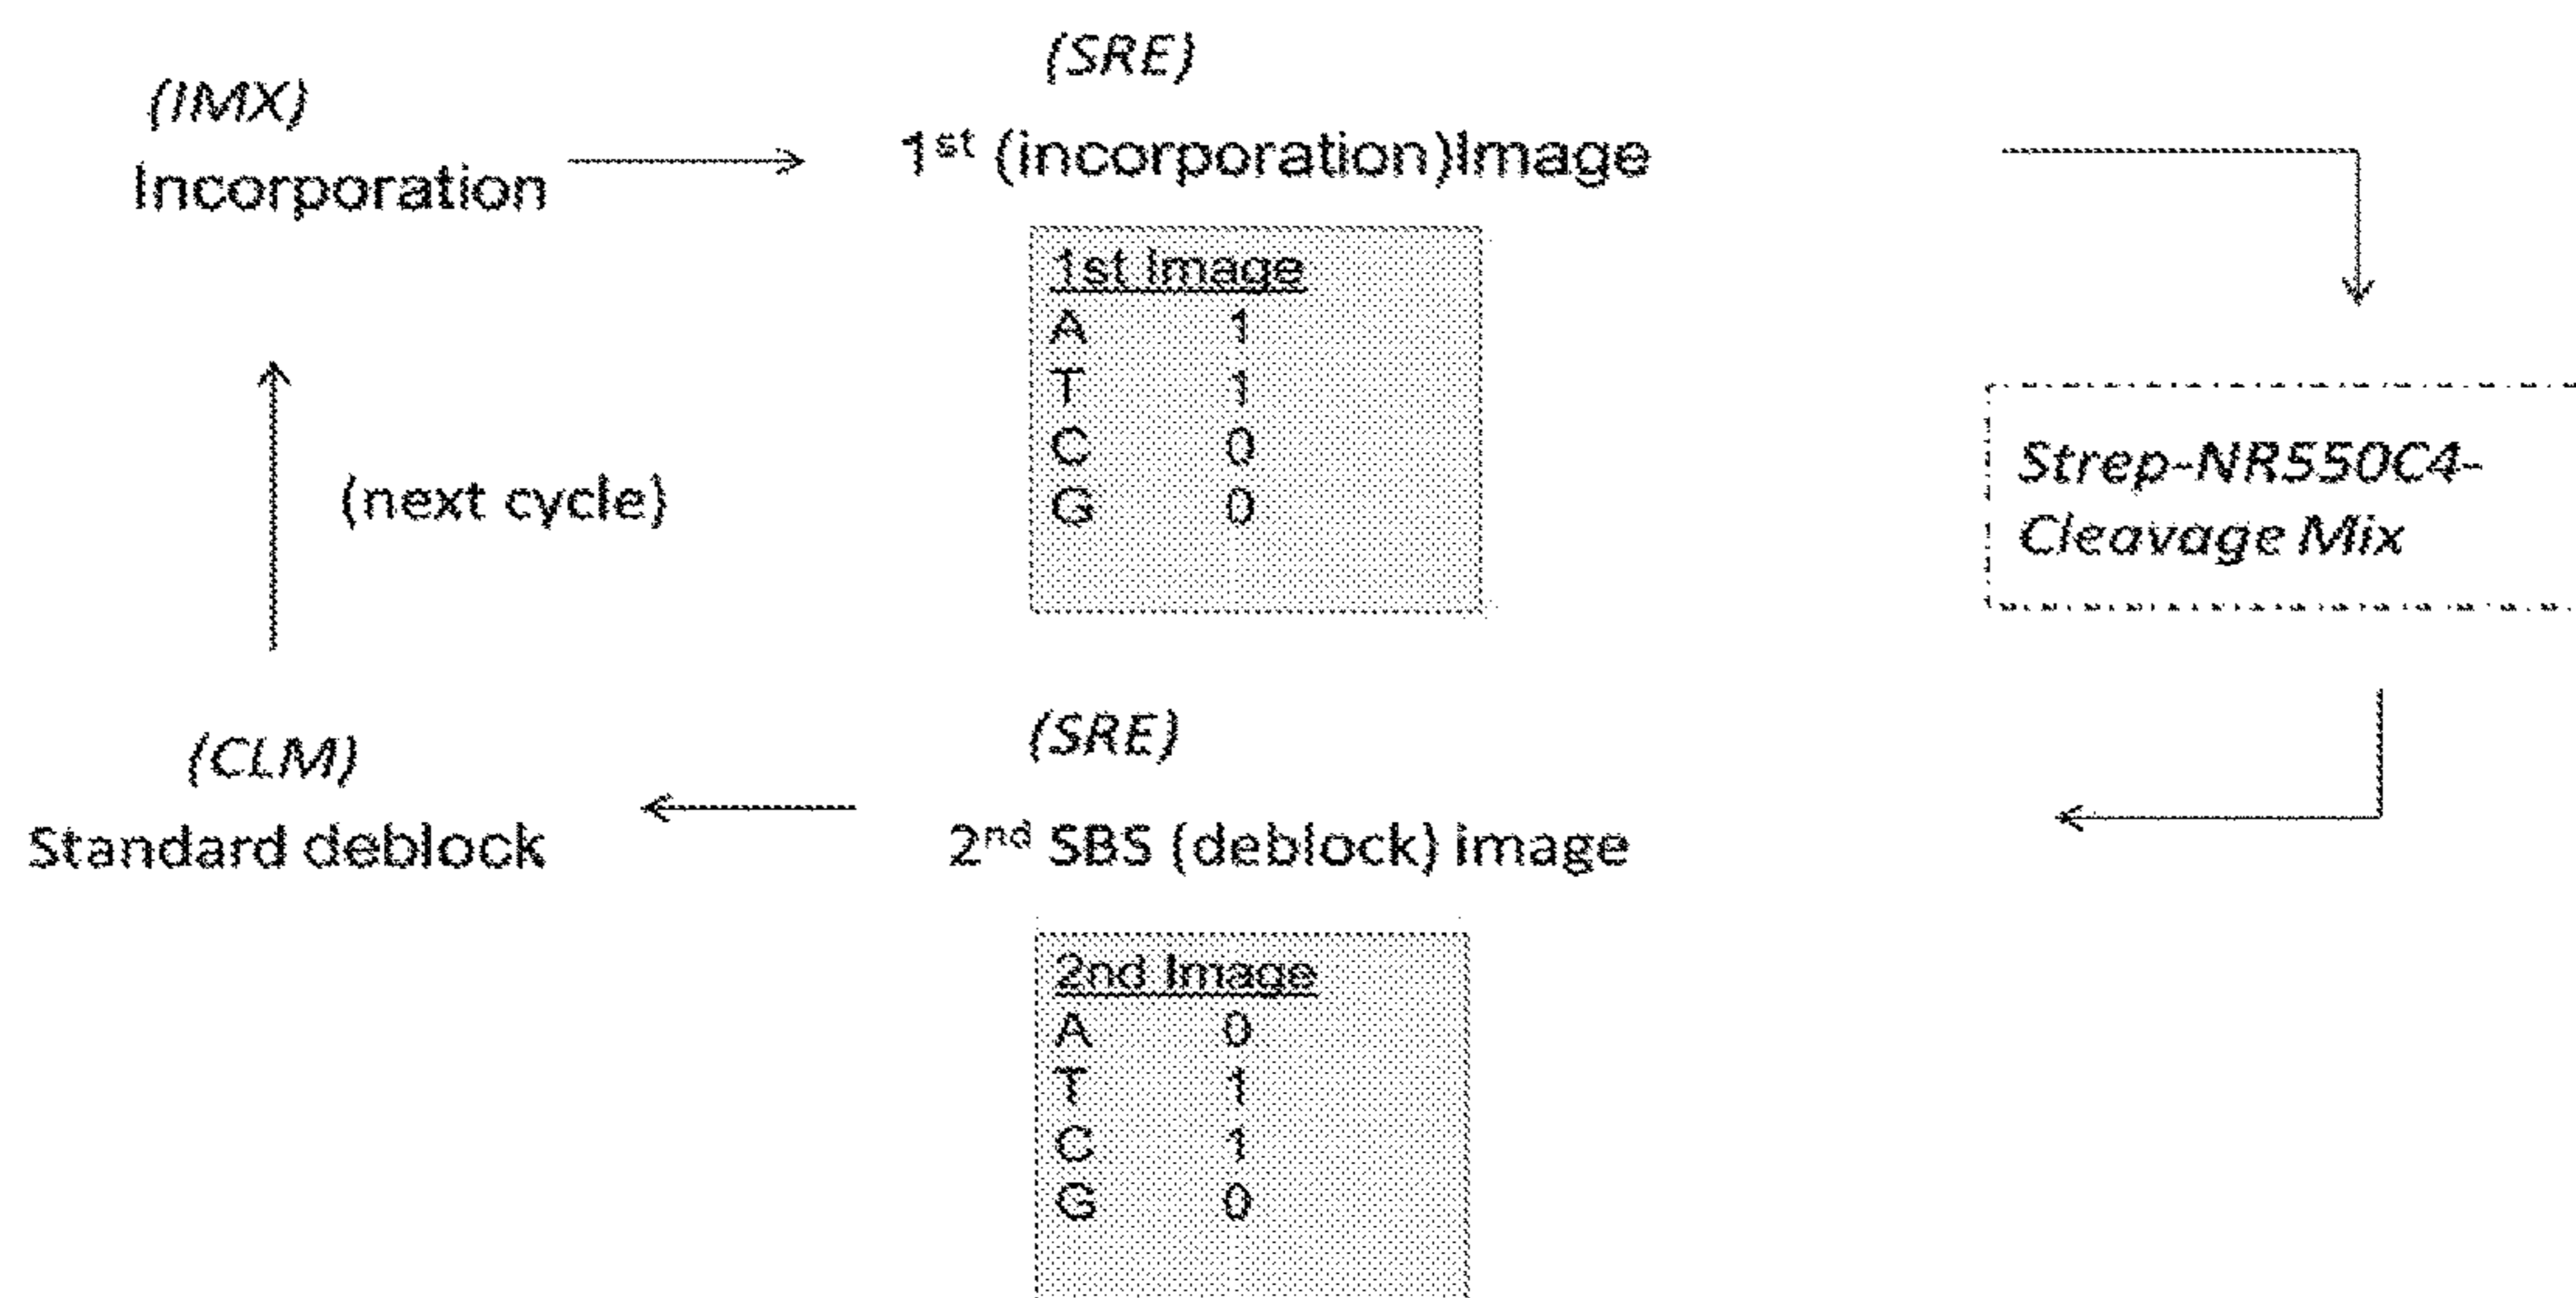 (IMX)
Incorporation
(SRE)
1st (incorporation)Image
1st Image
A 1
T 1
C 0
G 0
Strep-NR550C4-
Cleavage Mix
(next cycle)
(SRE)
2nd SBS (deblock) image
2nd Image
A 0
T 1
C 1
G 0
(CLM)
Standard deblock